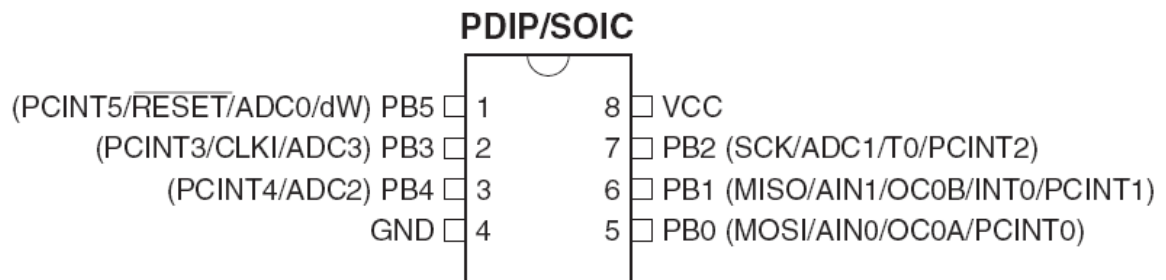 PDIP/SOIC
(PCINT5/RESET/ADC0/dW) PB5 1 8 VCC
(PCINT3/CLKI/ADC3) PB3 2 7 PB2 (SCK/ADC1/T0/PCINT2)
(PCINT4/ADC2) PB4 3 6 PB1 (MISO/AIN1/OC0B/INT0/PCINT1)
GND 4 5 PB0 (MOSI/AIN0/OC0A/PCINT0)